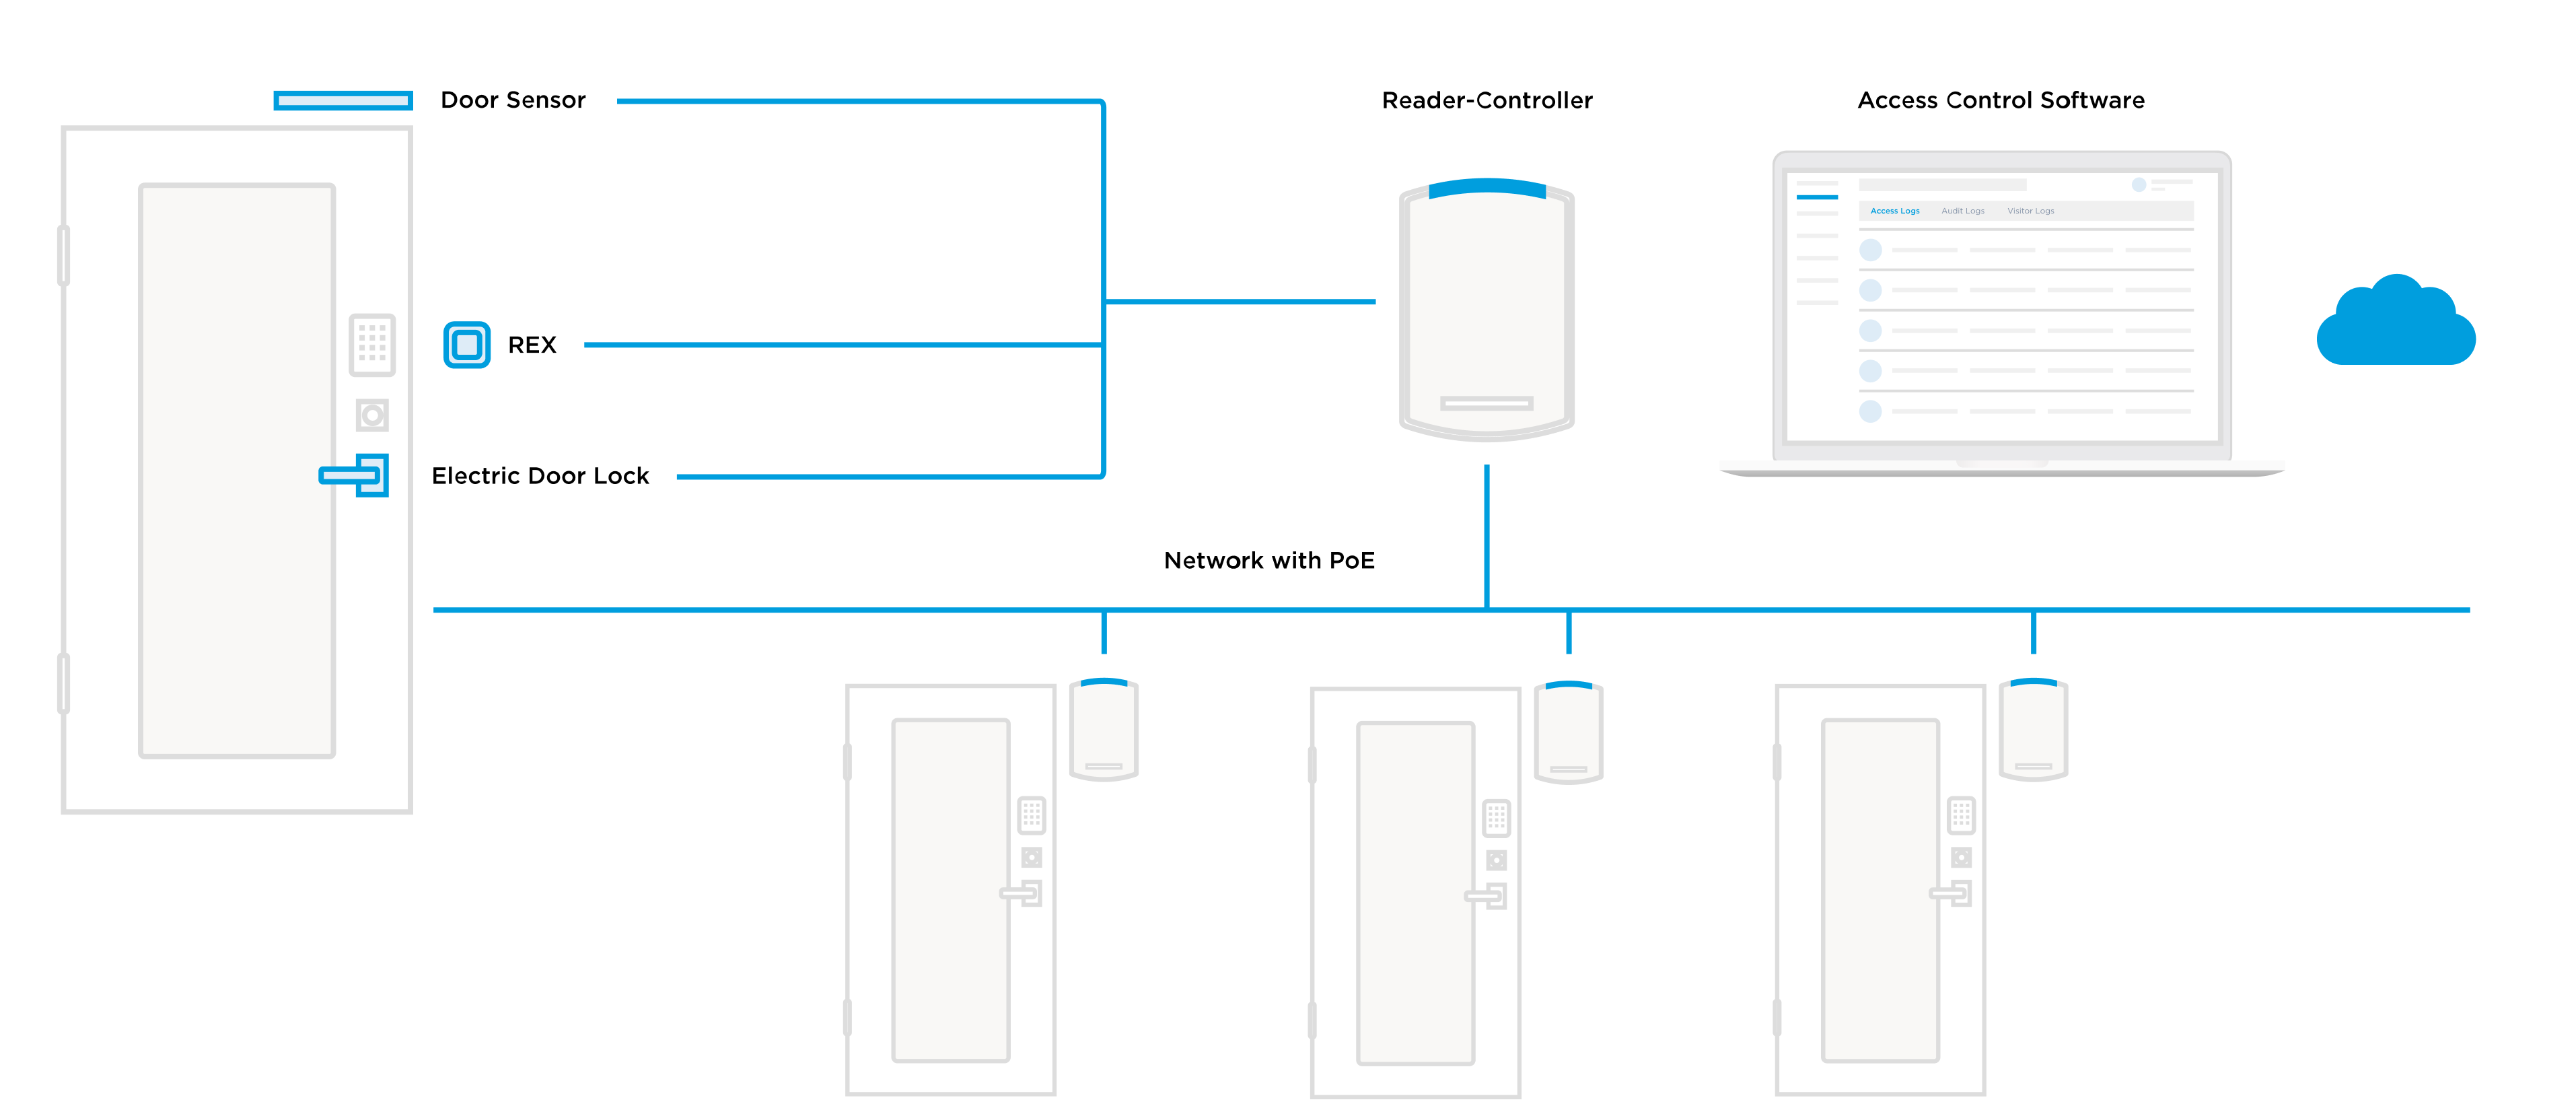 Door Sensor
Reader-Controller
Access Control Software
Access Logs Audit Logs Visitor Logs
REX
Electric Door Lock
Network with PoE